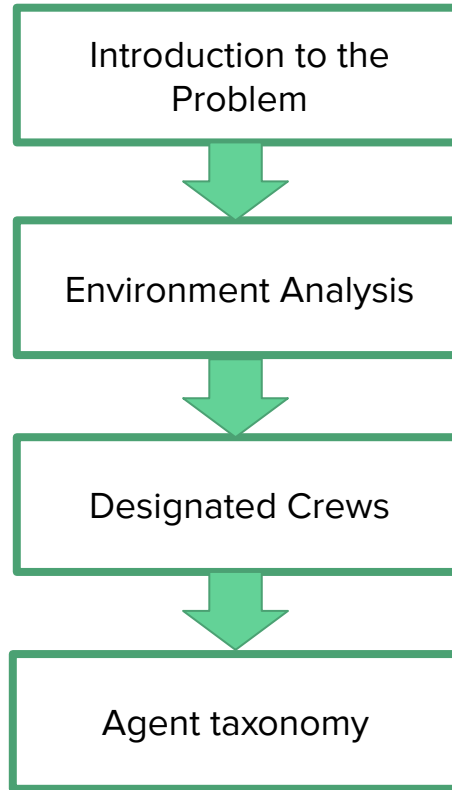 Introduction to the
Problem
Environment Analysis
Designated Crews
Agent taxonomy